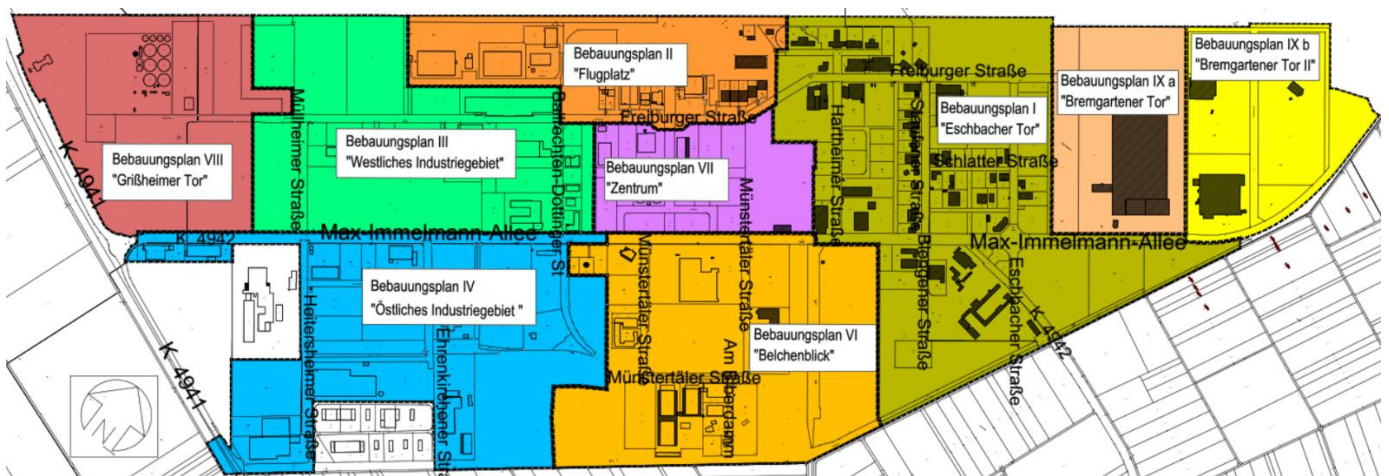 Bebauungsplan II
"Flugplatz"
Bebauungsplan IX b
"Bremgartener Tor II"
Freiburger Straße
Bebauungsplan IX a
"Bremgartener Tor"
Bebauungsplan I
"Eschbacher Tor"
Freiburger Straße
Bebauungsplan III
"Westliches Industriegebiet"
Bebauungsplan VIII
"Grißheimer Tor"
Bebauungsplan VII
"Zentrum"
Schlatter Straße
Müllheimer Straße
Hartheimer Straße
Staufener Straße
Münstertäler Straße
K 4941
K 4942
Max-Immelmann-Allee
Max-Immelmann-Allee
Bebauungsplan IV
"Östliches Industriegebiet "
Bebauungsplan VI
"Belchenblick"
Münstertäler Straße
Münstertäler Straße
Biengener Straße
Eschbacher Straße
K 4942
K 4941
Heitersheimer Straße